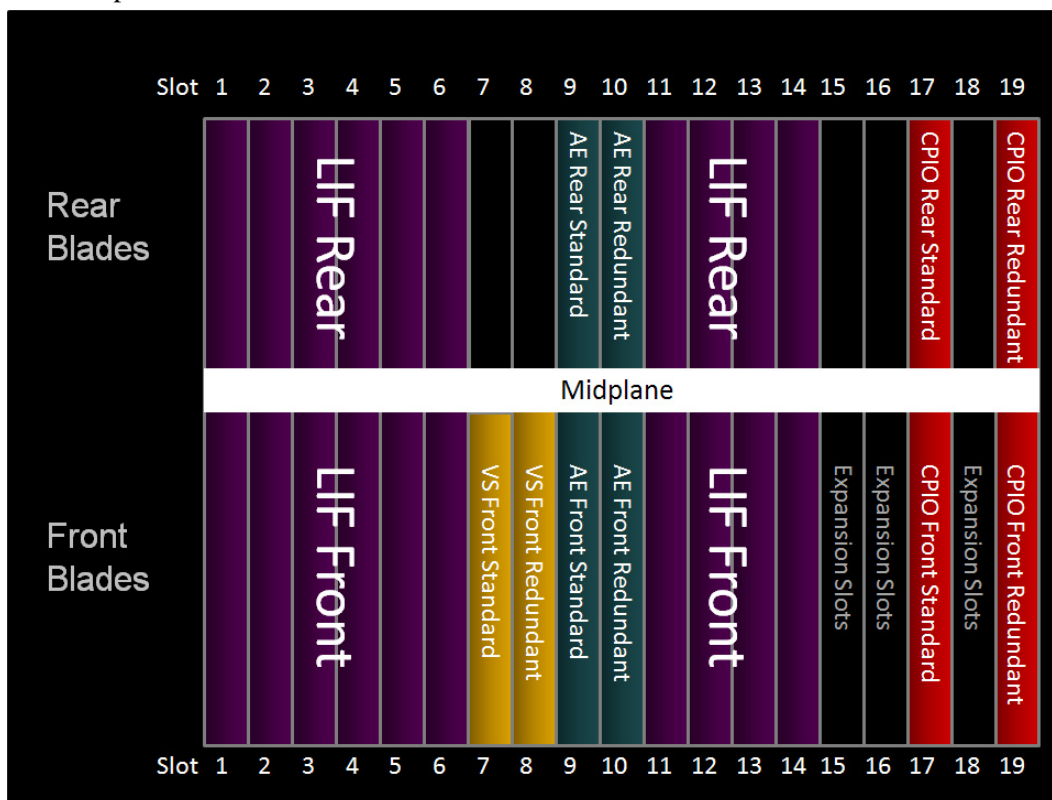 Slot 1 2 3 4 5 6 7 8 9 10 11 12 13 14 15 16 17 18 19
Rear
Blades
LIF Rear
AE Rear Standard
AE Rear Redundant
LIF Rear
CPIO Rear Standard
CPIO Rear Redundant
Midplane
Front
Blades
LIF Front
VS Front Standard
VS Front Redundant
AE Front Standard
AE Front Redundant
LIF Front
Expansion Slots
Expansion Slots
CPIO Front Standard
Expansion Slots
CPIO Front Redundant
Slot 1 2 3 4 5 6 7 8 9 10 11 12 13 14 15 16 17 18 19